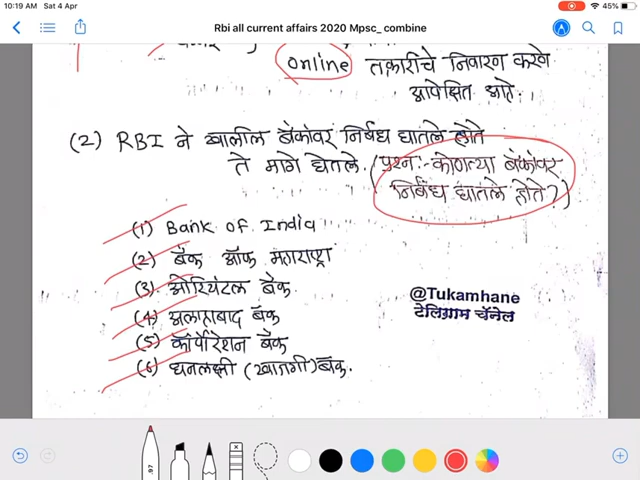 10:19 AM Sat 4 Apr
45%
Rbi all current affairs 2020 Mpsc_ combine
online तक्रारींचे निवारण करणे
अपेक्षित आहे.
(2) RBI ने खालील बँकांवर निर्बंध घातले होते
ते मागे घेतले. (प्रश्न :- कोणत्या बँकांवर
निर्बंध घातले होते?)
(1) Bank of India
(2) बँक ऑफ महाराष्ट्रा
(3) ओरियंटल बँक.
(4) अलाहाबाद बँक
(5) कॉर्पोरेशन बँक
(6) धनलक्ष्मी (खाजगी) बँक.
@Tukamhane
टेलिग्राम चॅनेल
.97